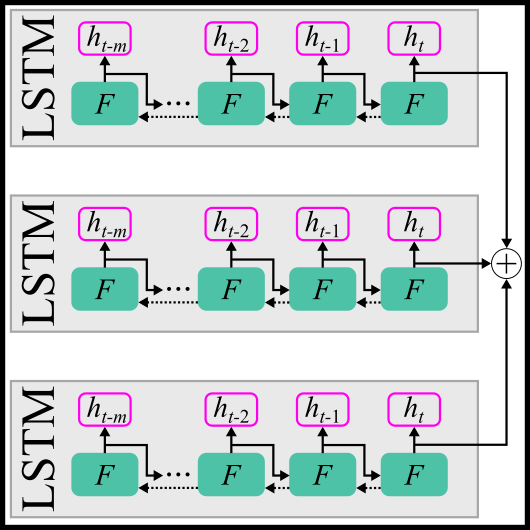 LSTM
h_{t-m} h_{t-2} h_{t-1} h_t
F ... F F F
LSTM
h_{t-m} h_{t-2} h_{t-1} h_t
F ... F F F
+
LSTM
h_{t-m} h_{t-2} h_{t-1} h_t
F ... F F F